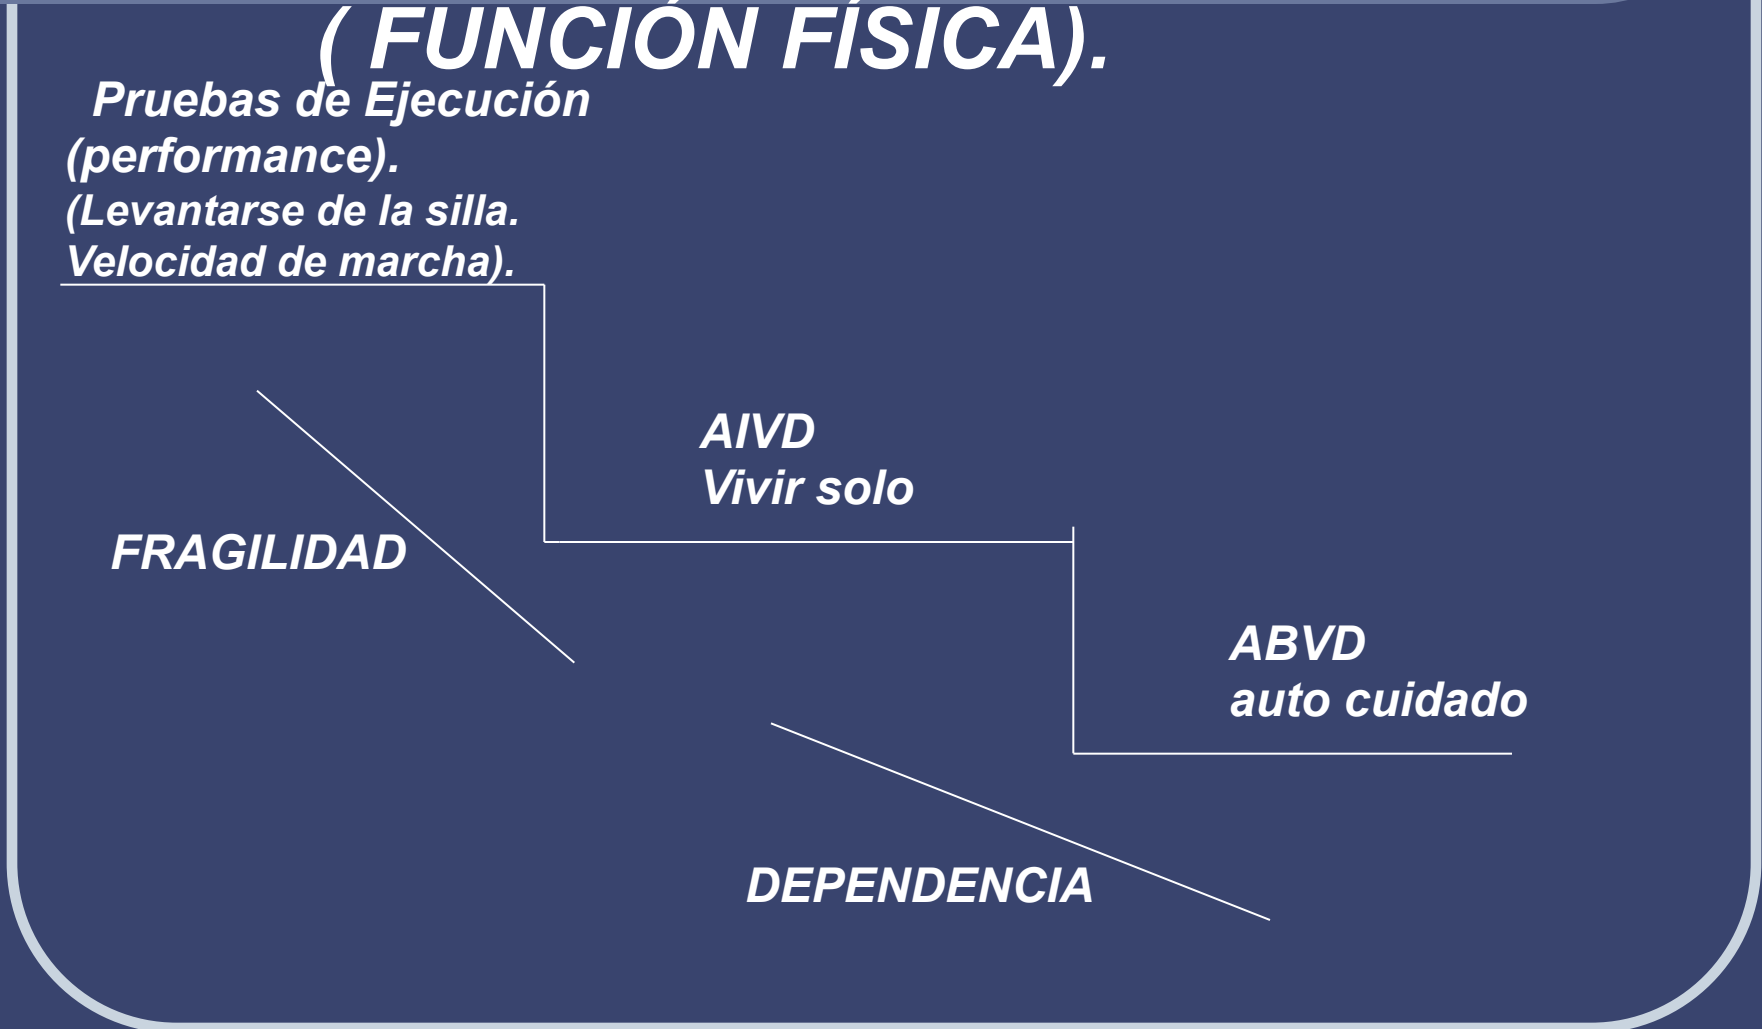 ( FUNCIÓN FÍSICA).
Pruebas de Ejecución
(performance).
(Levantarse de la silla.
Velocidad de marcha).
AIVD
Vivir solo
FRAGILIDAD
ABVD
auto cuidado
DEPENDENCIA